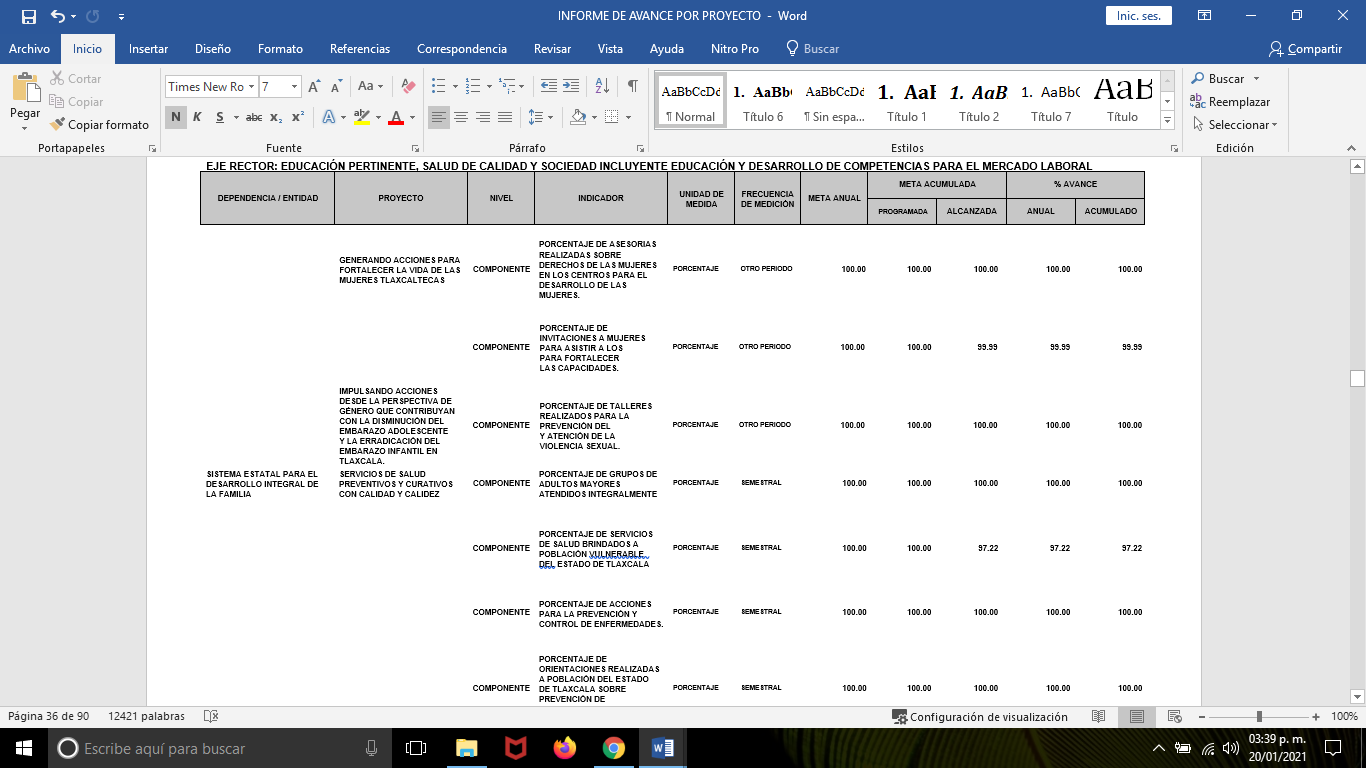 INFORME DE AVANCE POR PROYECTO - Word
Inic. ses.
Archivo Inicio Insertar Diseño Formato Referencias Correspondencia Revisar Vista Ayuda Nitro Pro Buscar Compartir
Pegar
Cortar
Copiar
Copiar formato
Portapapeles
Times New Ro 7
N K S abc x₂ x²
Fuente
Párrafo
AaBbCcDd
¶ Normal
1. AaBb(
Título 6
AaBbCcDd
¶ Sin espa...
1. AaB
Título 1
1. AaB
Título 2
1. AaBb(
Título 7
AaB
Título
Estilos
Buscar
Reemplazar
Seleccionar
Edición
EJE RECTOR: EDUCACIÓN PERTINENTE, SALUD DE CALIDAD Y SOCIEDAD INCLUYENTE EDUCACIÓN Y DESARROLLO DE COMPETENCIAS PARA EL MERCADO LABORAL
DEPENDENCIA / ENTIDAD
PROYECTO
NIVEL
INDICADOR
UNIDAD DE
MEDIDA
FRECUENCIA
DE MEDICIÓN
META ANUAL
META ACUMULADA
PROGRAMADA
ALCANZADA
% AVANCE
ANUAL
ACUMULADO
GENERANDO ACCIONES PARA
FORTALECER LA VIDA DE LAS
MUJERES TLAXCALTECAS
COMPONENTE
PORCENTAJE DE ASESORIAS
REALIZADAS SOBRE
DERECHOS DE LAS MUJERES
EN LOS CENTROS PARA EL
DESARROLLO DE LAS
MUJERES.
PORCENTAJE OTRO PERIODO 100.00 100.00 100.00 100.00 100.00
COMPONENTE
PORCENTAJE DE
INVITACIONES A MUJERES
PARA ASISTIR A LOS
PARA FORTALECER
LAS CAPACIDADES.
PORCENTAJE OTRO PERIODO 100.00 100.00 99.99 99.99 99.99
IMPULSANDO ACCIONES
DESDE LA PERSPECTIVA DE
GÉNERO QUE CONTRIBUYAN
CON LA DISMINUCIÓN DEL
EMBARAZO ADOLESCENTE
Y LA ERRADICACIÓN DEL
EMBARAZO INFANTIL EN
TLAXCALA.
COMPONENTE
PORCENTAJE DE TALLERES
REALIZADOS PARA LA
PREVENCIÓN DEL
Y ATENCIÓN DE LA
VIOLENCIA SEXUAL.
PORCENTAJE OTRO PERIODO 100.00 100.00 100.00 100.00 100.00
SISTEMA ESTATAL PARA EL
DESARROLLO INTEGRAL DE
LA FAMILIA
SERVICIOS DE SALUD
PREVENTIVOS Y CURATIVOS
CON CALIDAD Y CALIDEZ
COMPONENTE
PORCENTAJE DE GRUPOS DE
ADULTOS MAYORES
ATENDIDOS INTEGRALMENTE
PORCENTAJE SEMESTRAL 100.00 100.00 100.00 100.00 100.00
COMPONENTE
PORCENTAJE DE SERVICIOS
DE SALUD BRINDADOS A
POBLACIÓN VULNERABLE
DEL ESTADO DE TLAXCALA
PORCENTAJE SEMESTRAL 100.00 100.00 97.22 97.22 97.22
COMPONENTE
PORCENTAJE DE ACCIONES
PARA LA PREVENCIÓN Y
CONTROL DE ENFERMEDADES.
PORCENTAJE SEMESTRAL 100.00 100.00 100.00 100.00 100.00
COMPONENTE
PORCENTAJE DE
ORIENTACIONES REALIZADAS
A POBLACIÓN DEL ESTADO
DE TLAXCALA SOBRE
PREVENCIÓN DE
PORCENTAJE SEMESTRAL 100.00 100.00 100.00 100.00 100.00
Página 36 de 90 12421 palabras Configuración de visualización 100%
Escribe aquí para buscar
03:39 p. m.
20/01/2021